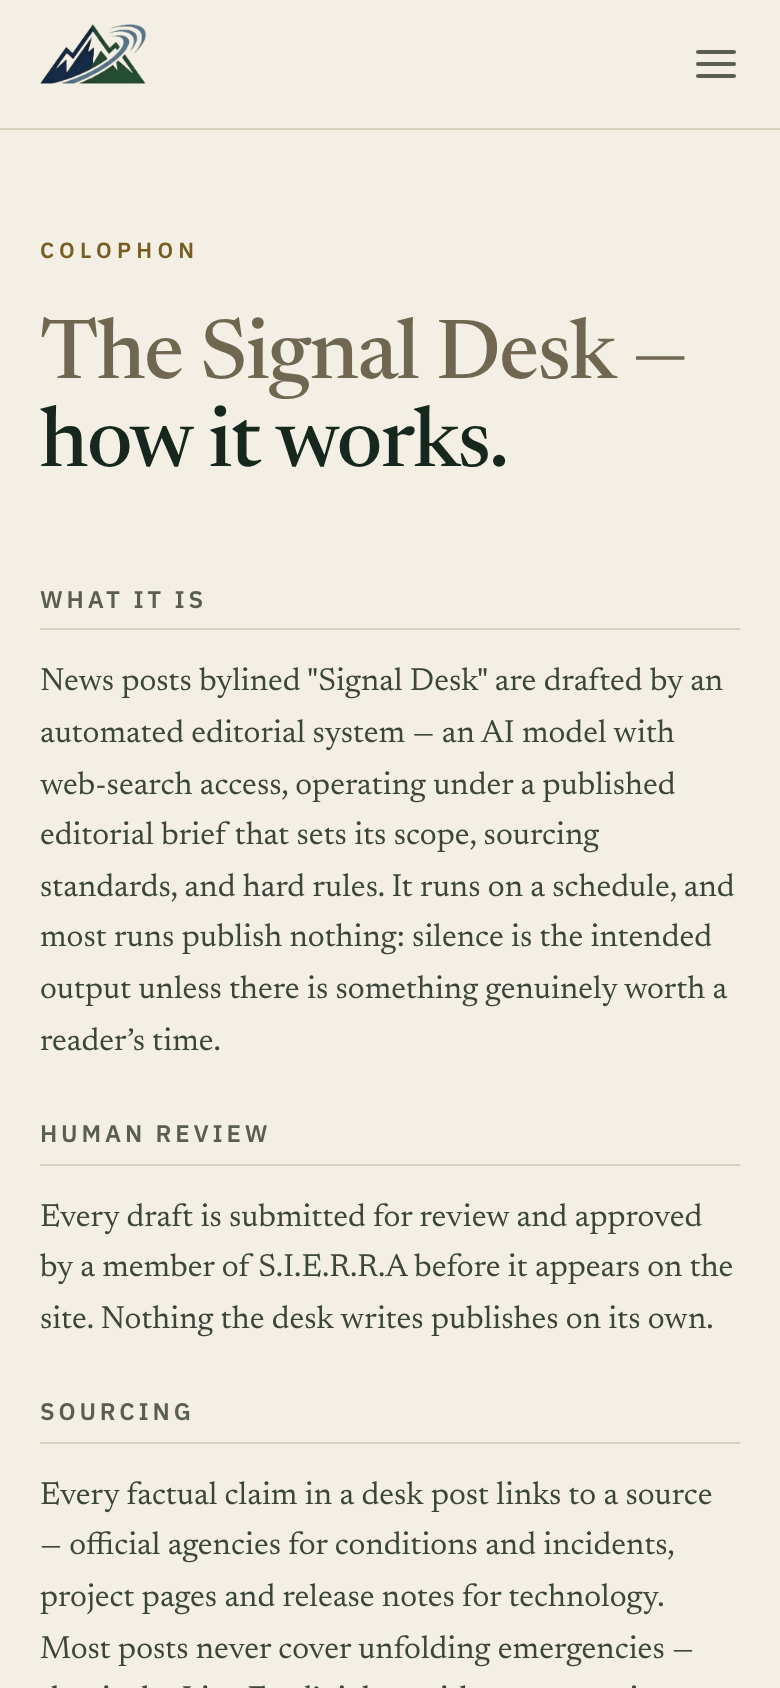 COLOPHON
The Signal Desk —
how it works.
WHAT IT IS
News posts bylined "Signal Desk" are drafted by an
automated editorial system — an AI model with
web-search access, operating under a published
editorial brief that sets its scope, sourcing
standards, and hard rules. It runs on a schedule, and
most runs publish nothing: silence is the intended
output unless there is something genuinely worth a
reader’s time.
HUMAN REVIEW
Every draft is submitted for review and approved
by a member of S.I.E.R.R.A before it appears on the
site. Nothing the desk writes publishes on its own.
SOURCING
Every factual claim in a desk post links to a source
— official agencies for conditions and incidents,
project pages and release notes for technology.
Most posts never cover unfolding emergencies —